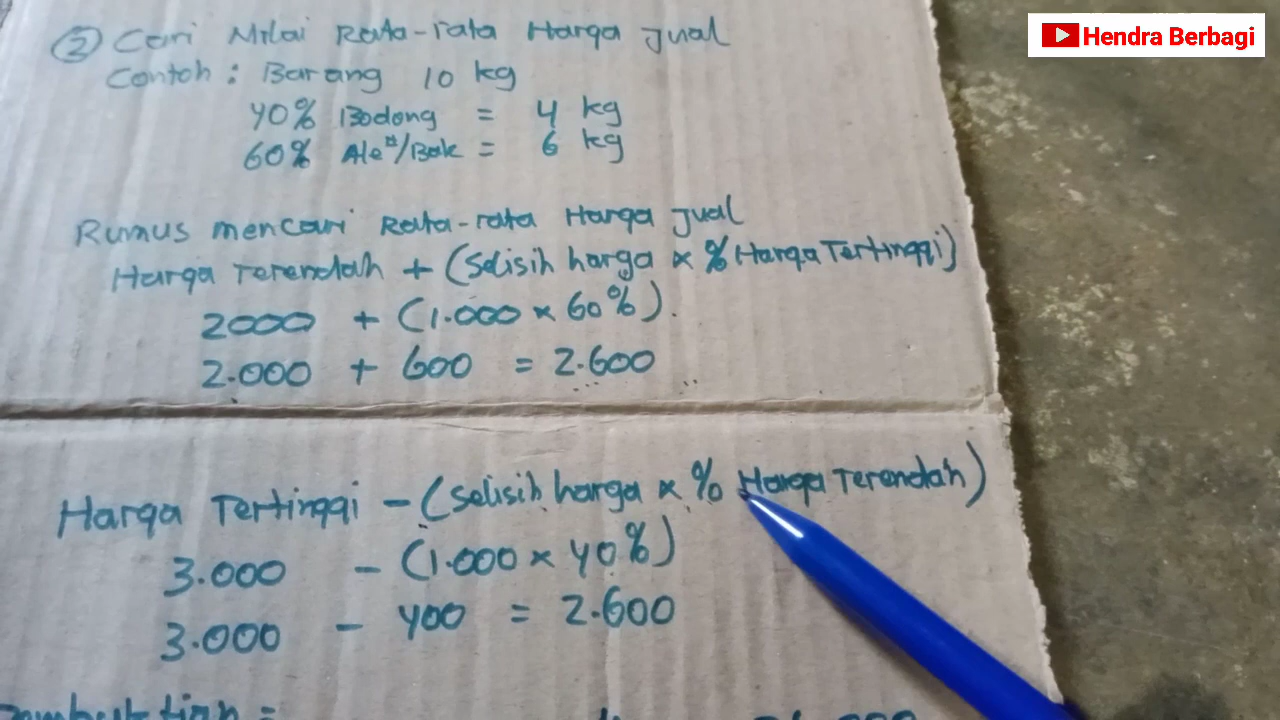 Hendra Berbagi
② Cari Nilai Rata-rata Harga Jual
Contoh : Barang 10 kg
40% Bodong = 4 kg
60% Ale²/Bak = 6 kg
Rumus mencari Rata-rata Harga Jual
Harga Terendah + (Selisih harga x % Harga Tertinggi)
2000 + (1.000 x 60%).
2.000 + 600 = 2.600
Harga Tertinggi - (Selisih harga x % Harga Terendah)
3.000 - (1.000 x 40%)
3.000 - 400 = 2.600